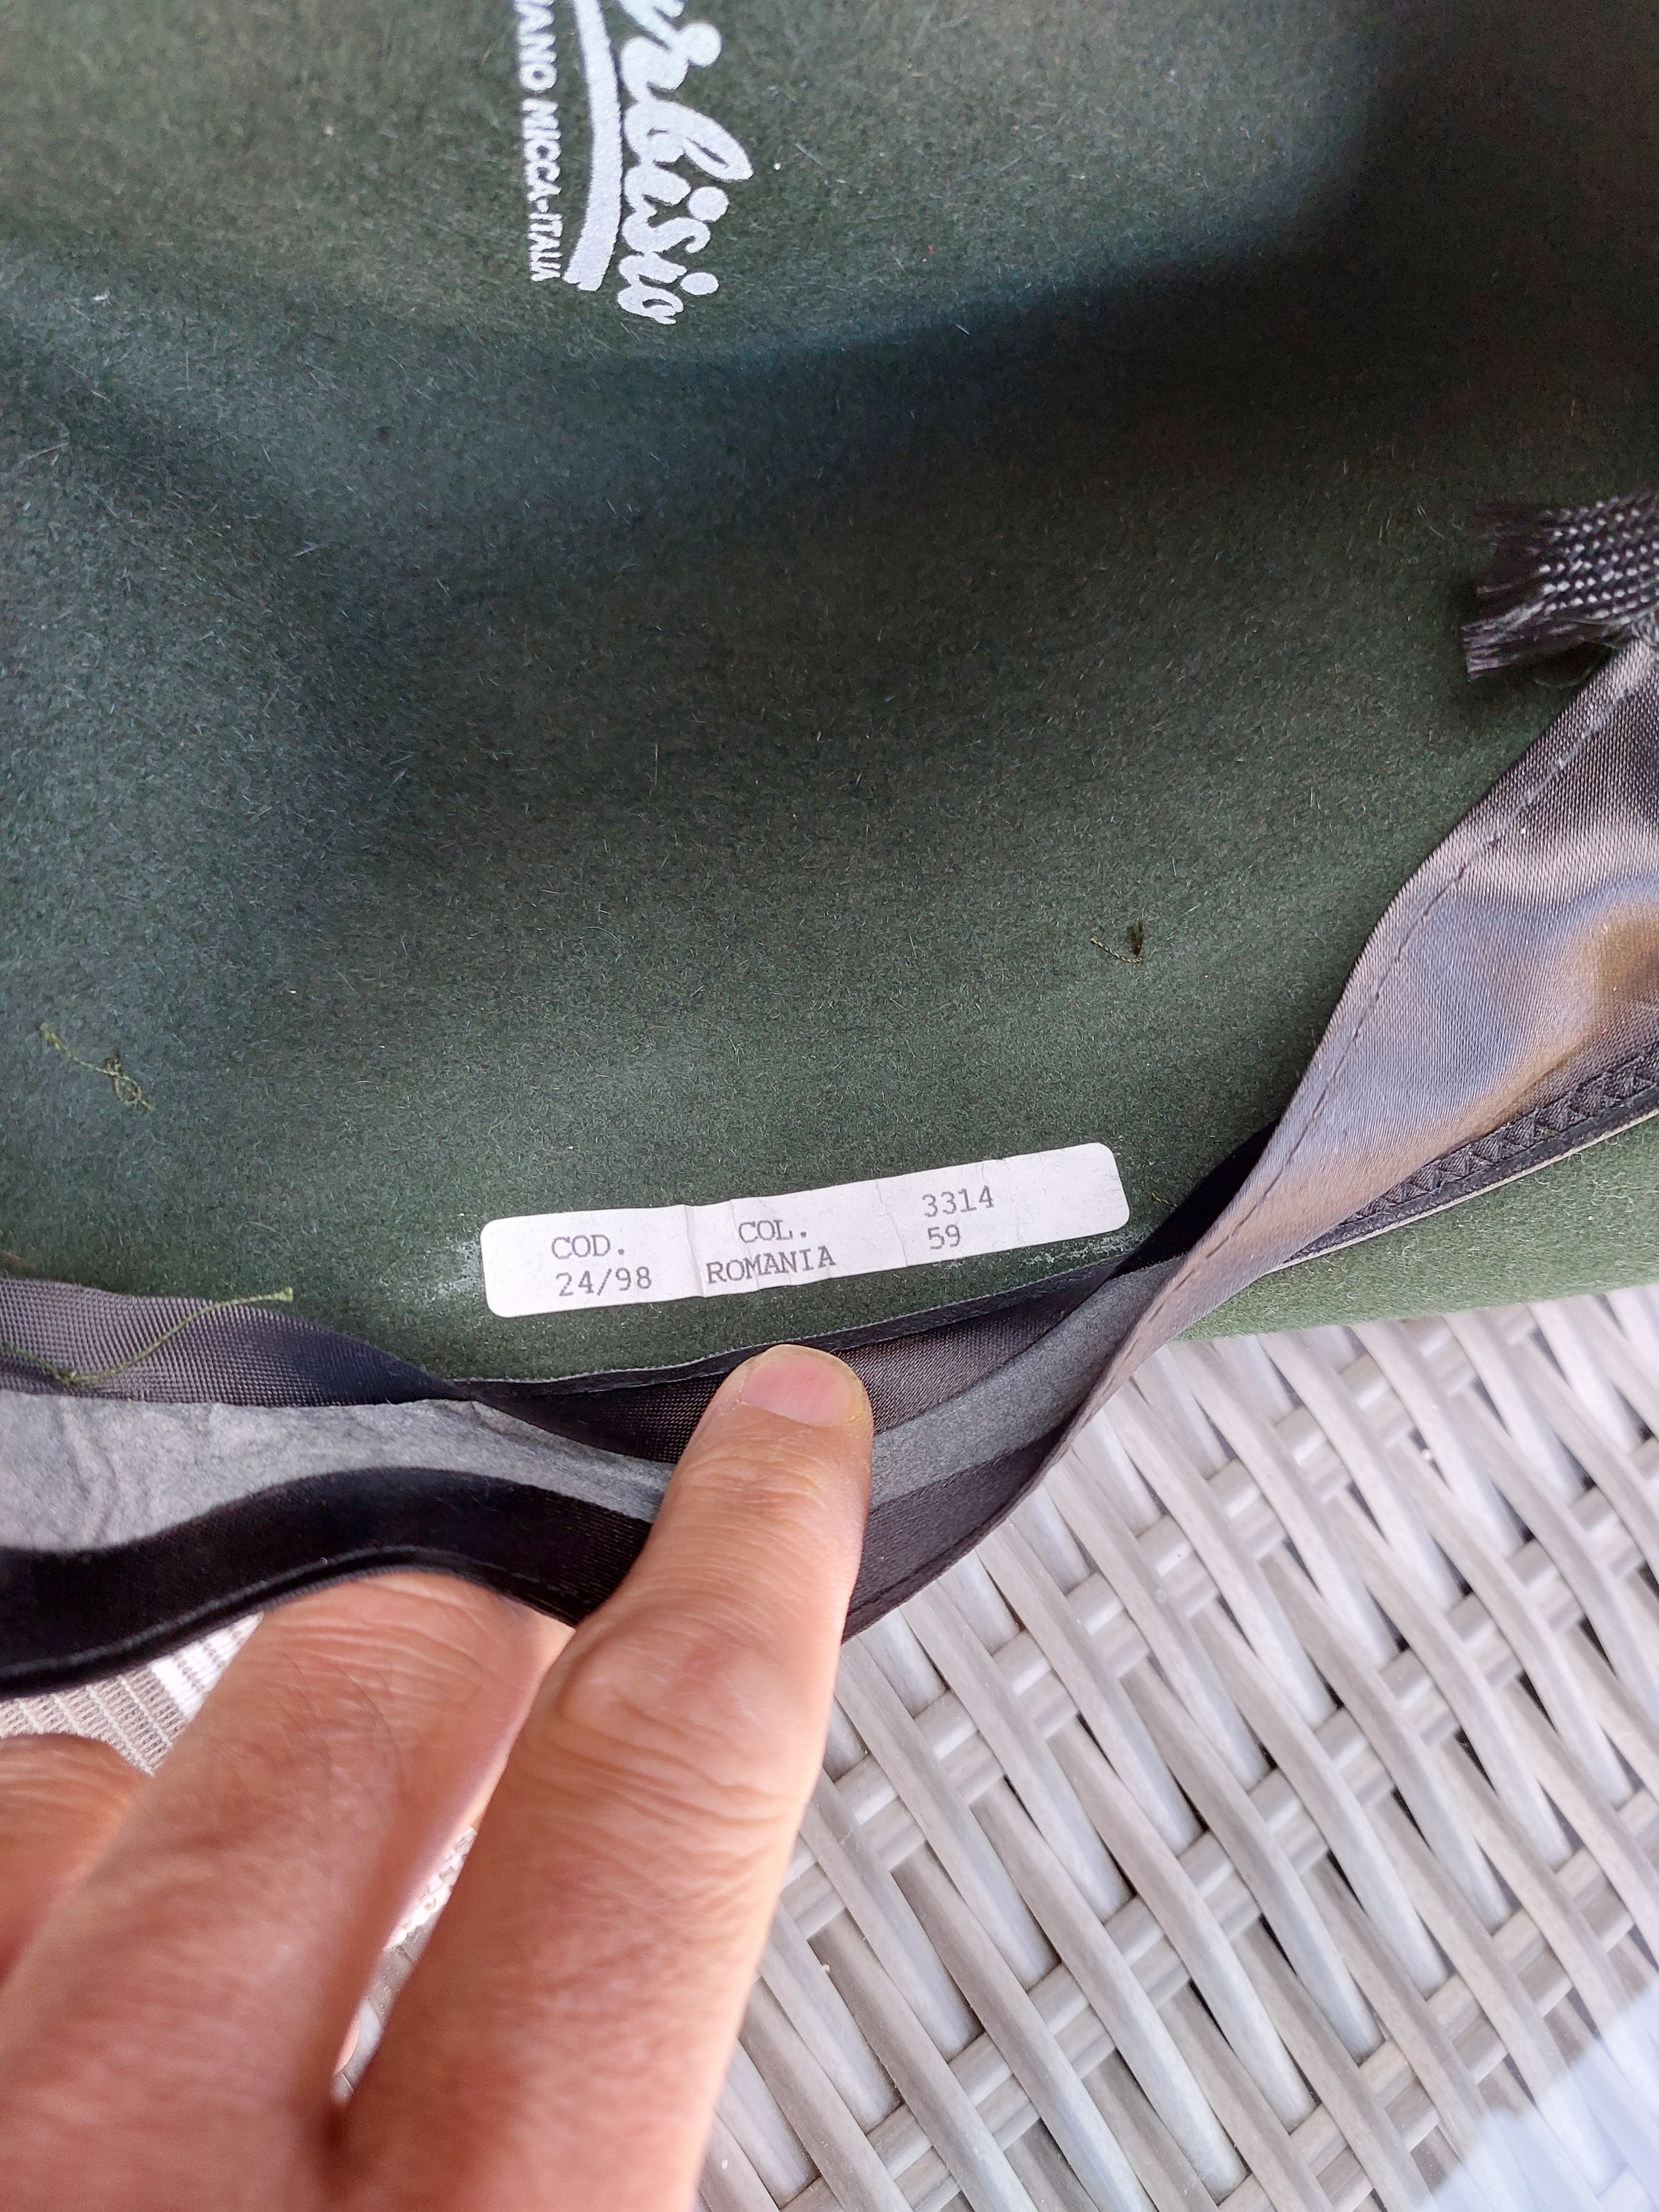 COD. COL. 3314
24/98 ROMANIA 59
MICCA-ITALIA